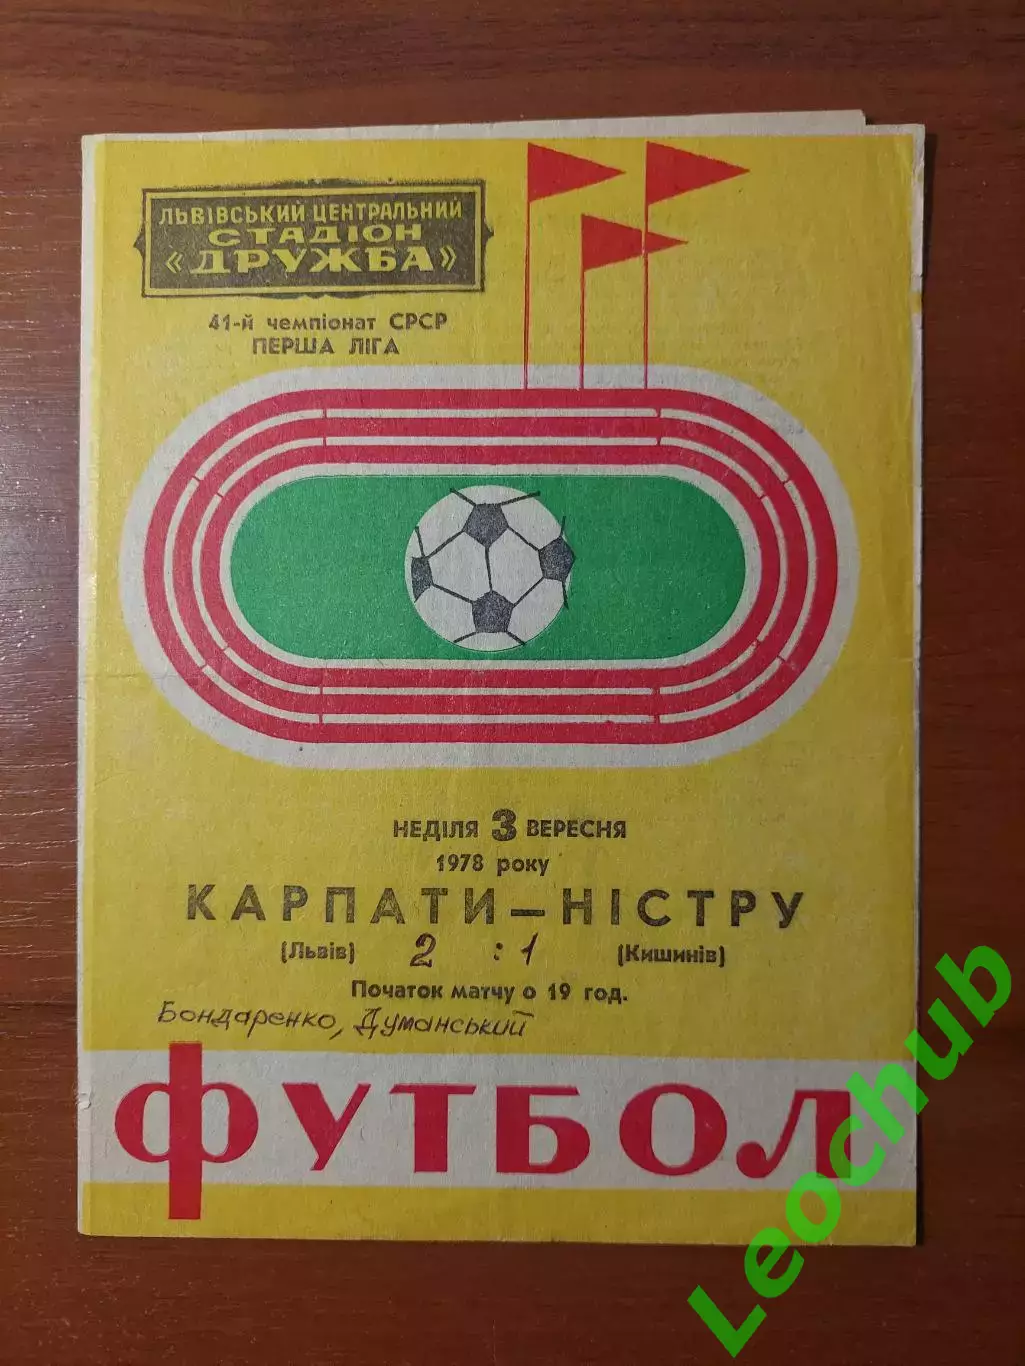 ЛЬВІВСЬКИЙ ЦЕНТРАЛЬНИЙ
СТАДІОН
«ДРУЖБА»
41-й чемпіонат СРСР
ПЕРША ЛІГА
НЕДІЛЯ 3 ВЕРЕСНЯ
1978 року
КАРПАТИ — НІСТРУ
(Львів) 2 : 1 (Кишинів)
Початок матчу о 19 год.
Бондаренко, Думанський
ФУТБОЛ
Leochub